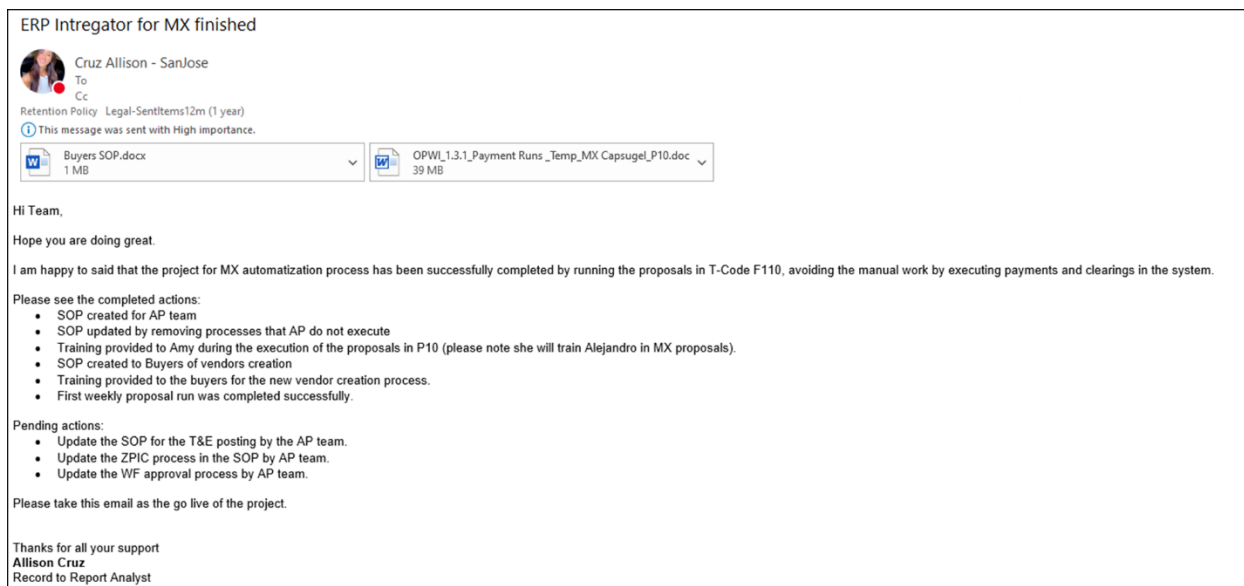 ERP Intregator for MX finished
Cruz Allison - SanJose
To
Cc
Retention Policy Legal-SentItems12m (1 year)
This message was sent with High importance.
Buyers SOP.docx
1 MB
OPWI_1.3.1_Payment Runs _Temp_MX Capsugel_P10.doc
39 MB
Hi Team,
Hope you are doing great.
I am happy to said that the project for MX automatization process has been successfully completed by running the proposals in T-Code F110, avoiding the manual work by executing payments and clearings in the system.
Please see the completed actions:
• SOP created for AP team
• SOP updated by removing processes that AP do not execute
• Training provided to Amy during the execution of the proposals in P10 (please note she will train Alejandro in MX proposals).
• SOP created to Buyers of vendors creation
• Training provided to the buyers for the new vendor creation process.
• First weekly proposal run was completed successfully.
Pending actions:
• Update the SOP for the T&E posting by the AP team.
• Update the ZPIC process in the SOP by AP team.
• Update the WF approval process by AP team.
Please take this email as the go live of the project.
Thanks for all your support
Allison Cruz
Record to Report Analyst